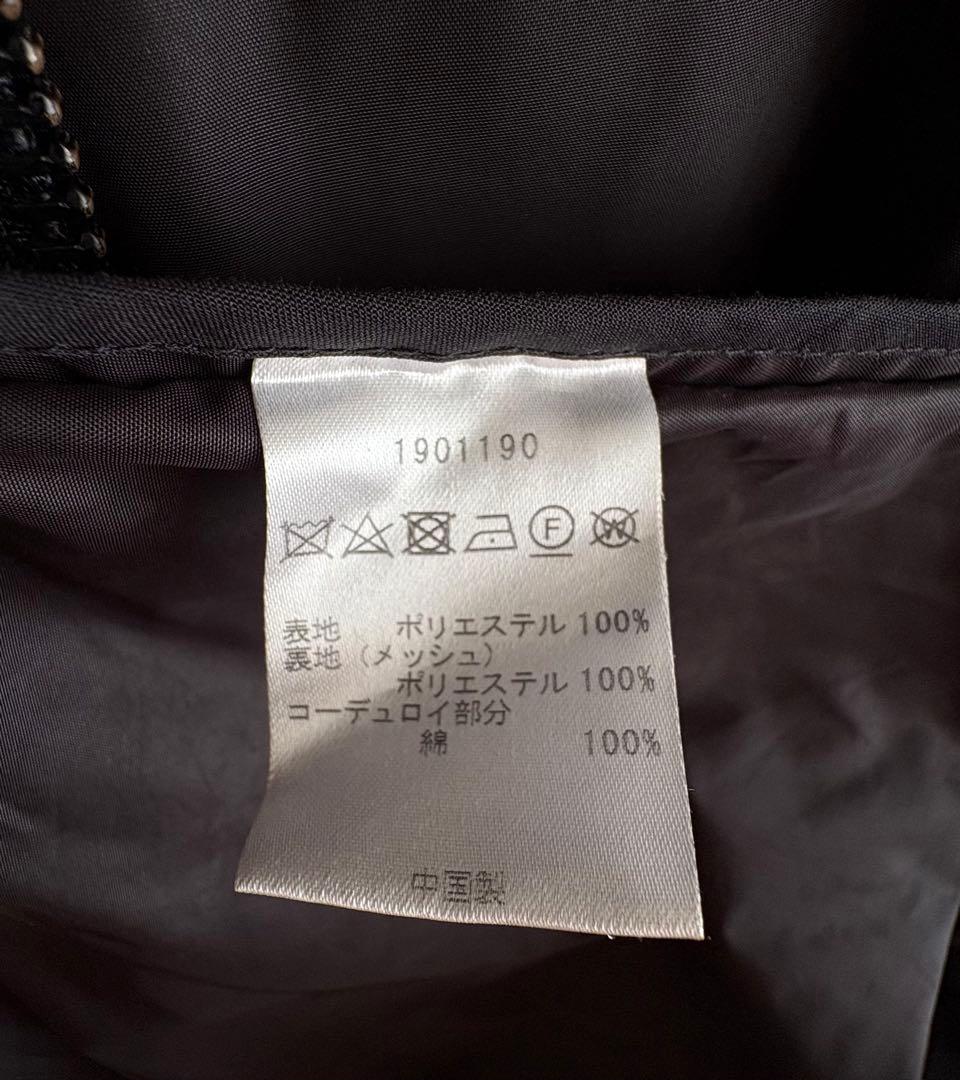 1901190
F W
表地 ポリエステル 100%
裏地（メッシュ）
ポリエステル 100%
コーデュロイ部分
綿 100%
中国製